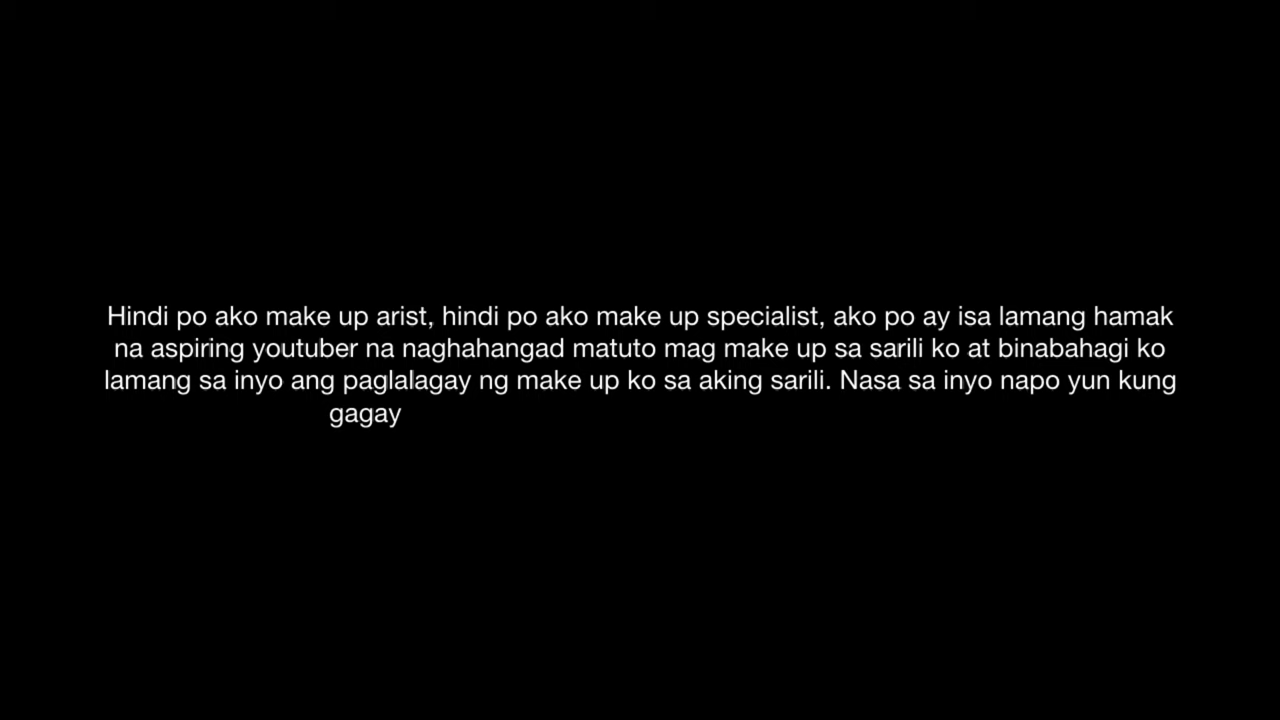 Hindi po ako make up arist, hindi po ako make up specialist, ako po ay isa lamang hamak
na aspiring youtuber na naghahangad matuto mag make up sa sarili ko at binabahagi ko
lamang sa inyo ang paglalagay ng make up ko sa aking sarili. Nasa sa inyo napo yun kung
gagay